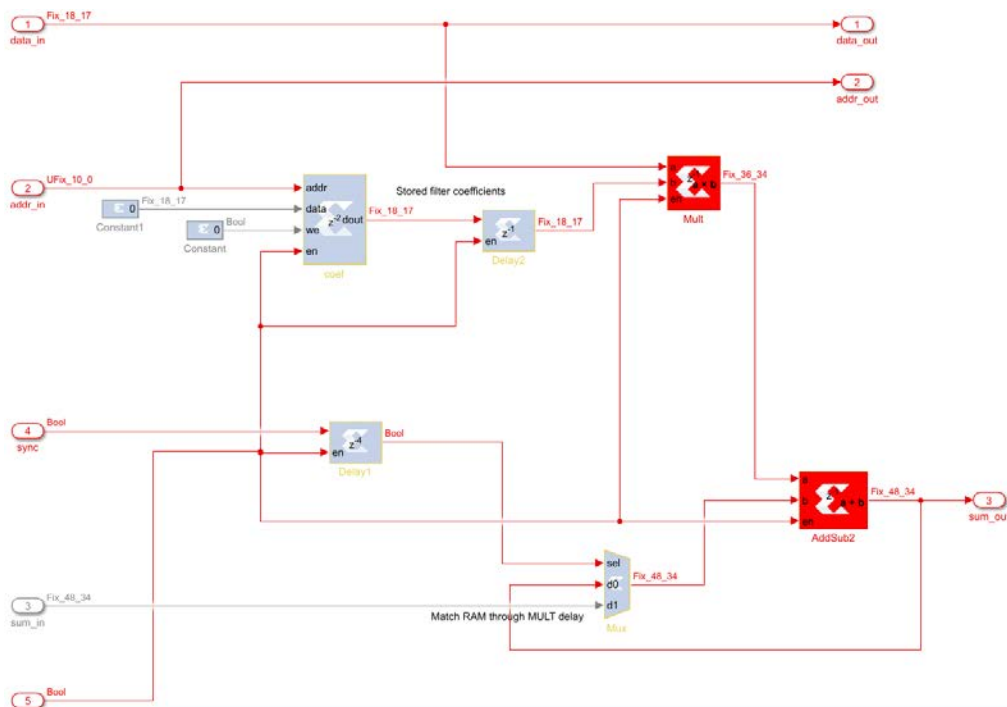 Fix_18_17
1
data_in
1
data_out
2
addr_out
UFix_10_0
2
addr_in
Fix_18_17
0
Constant1
Bool
0
Constant
addr
data
we
en
z-2
dout
coef
Stored filter coefficients
Fix_18_17
en
z-1
Delay2
Fix_18_17
a
b
en
a × b
Mult
Fix_36_34
Bool
4
sync
en
z-4
Delay1
Bool
a
b
en
a + b
AddSub2
Fix_48_34
3
sum_out
sel
d0
d1
Mux
Fix_48_34
Fix_48_34
3
sum_in
Match RAM through MULT delay
Bool
5